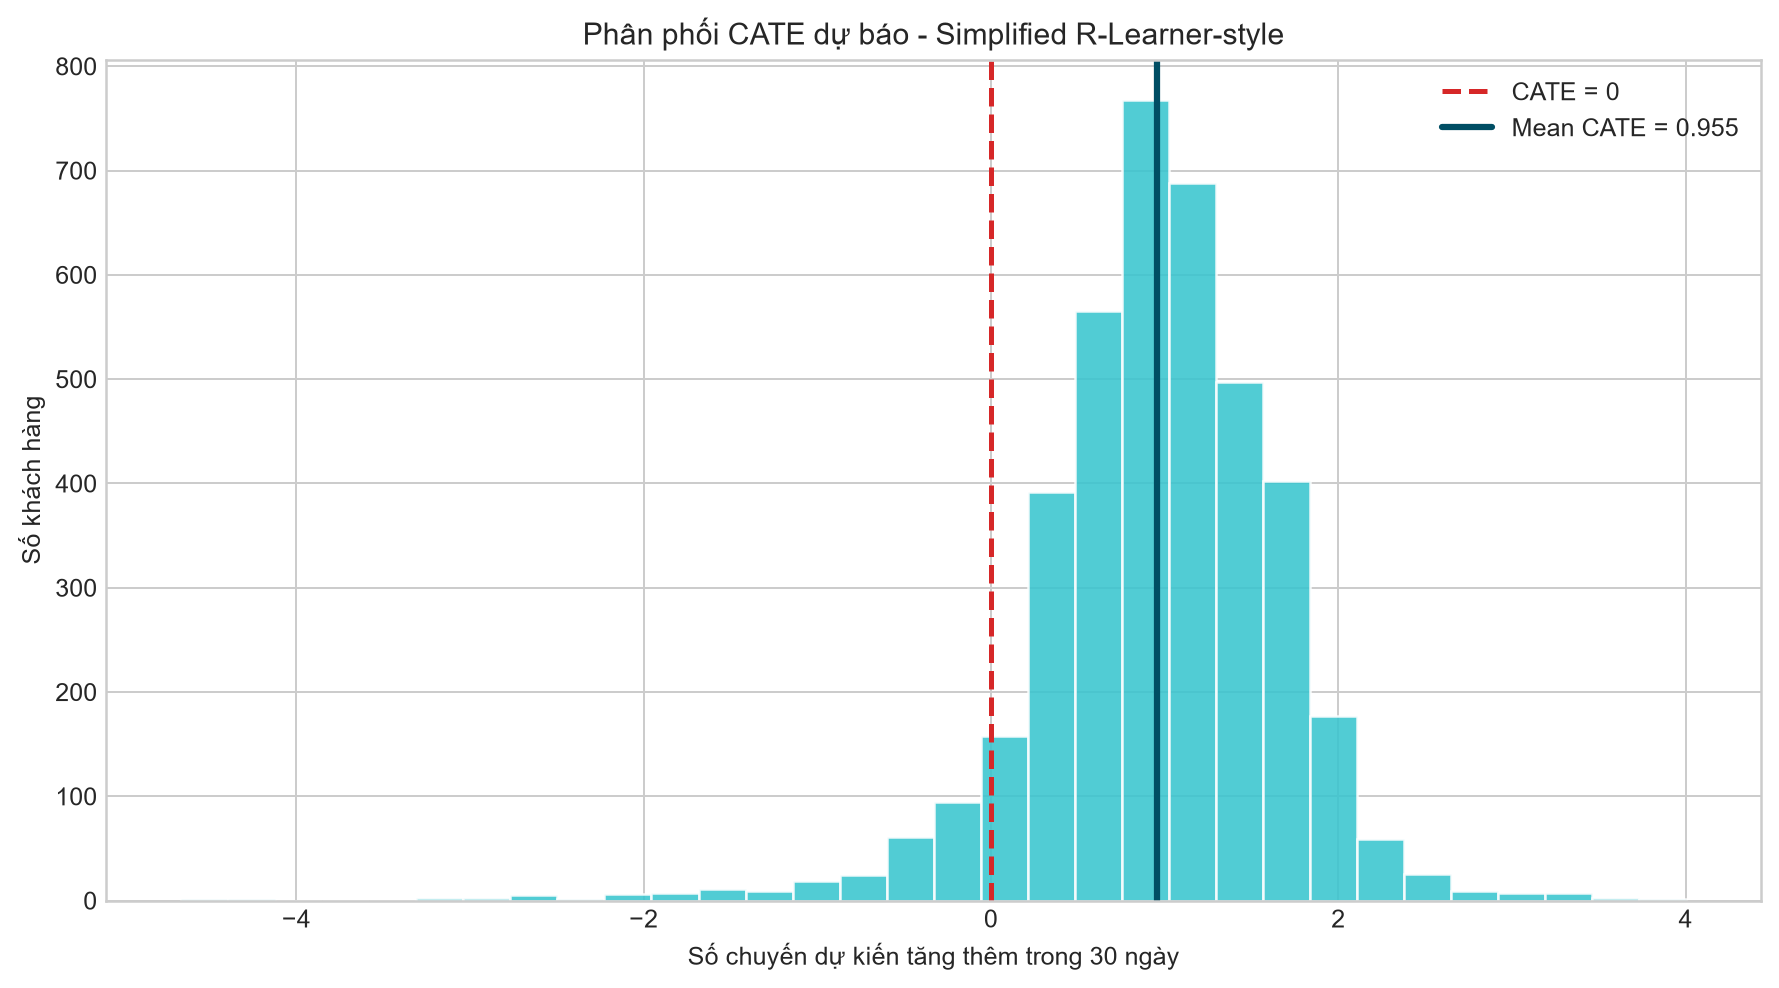 Phân phối CATE dự báo - Simplified R-Learner-style
CATE = 0
Mean CATE = 0.955
Số khách hàng
800
700
600
500
400
300
200
100
0
−4
−2
0
2
4
Số chuyến dự kiến tăng thêm trong 30 ngày